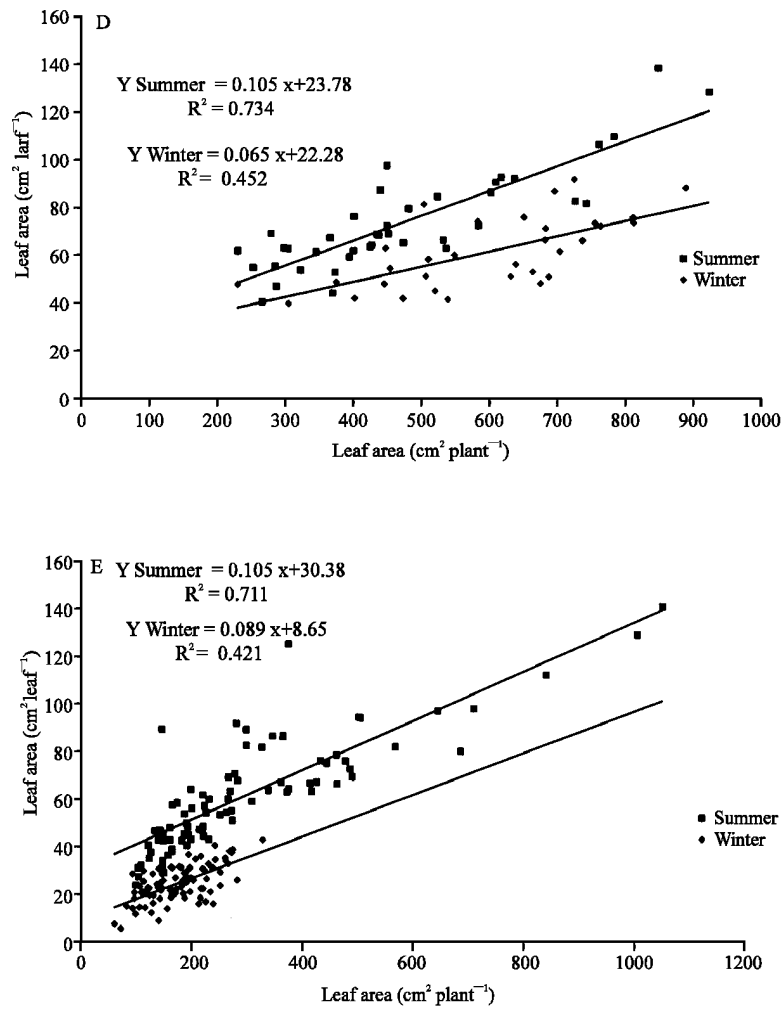 D
Y Summer = 0.105 x+23.78
R² = 0.734
Y Winter = 0.065 x+22.28
R² = 0.452
Leaf area (cm² larf⁻¹)
160
140
120
100
80
60
40
20
0
Summer
Winter
0 100 200 300 400 500 600 700 800 900 1000
Leaf area (cm² plant⁻¹)
E
Y Summer = 0.105 x+30.38
R² = 0.711
Y Winter = 0.089 x+8.65
R² = 0.421
Leaf area (cm² leaf⁻¹)
160
140
120
100
80
60
40
20
0
Summer
Winter
0 200 400 600 800 1000 1200
Leaf area (cm² plant⁻¹)